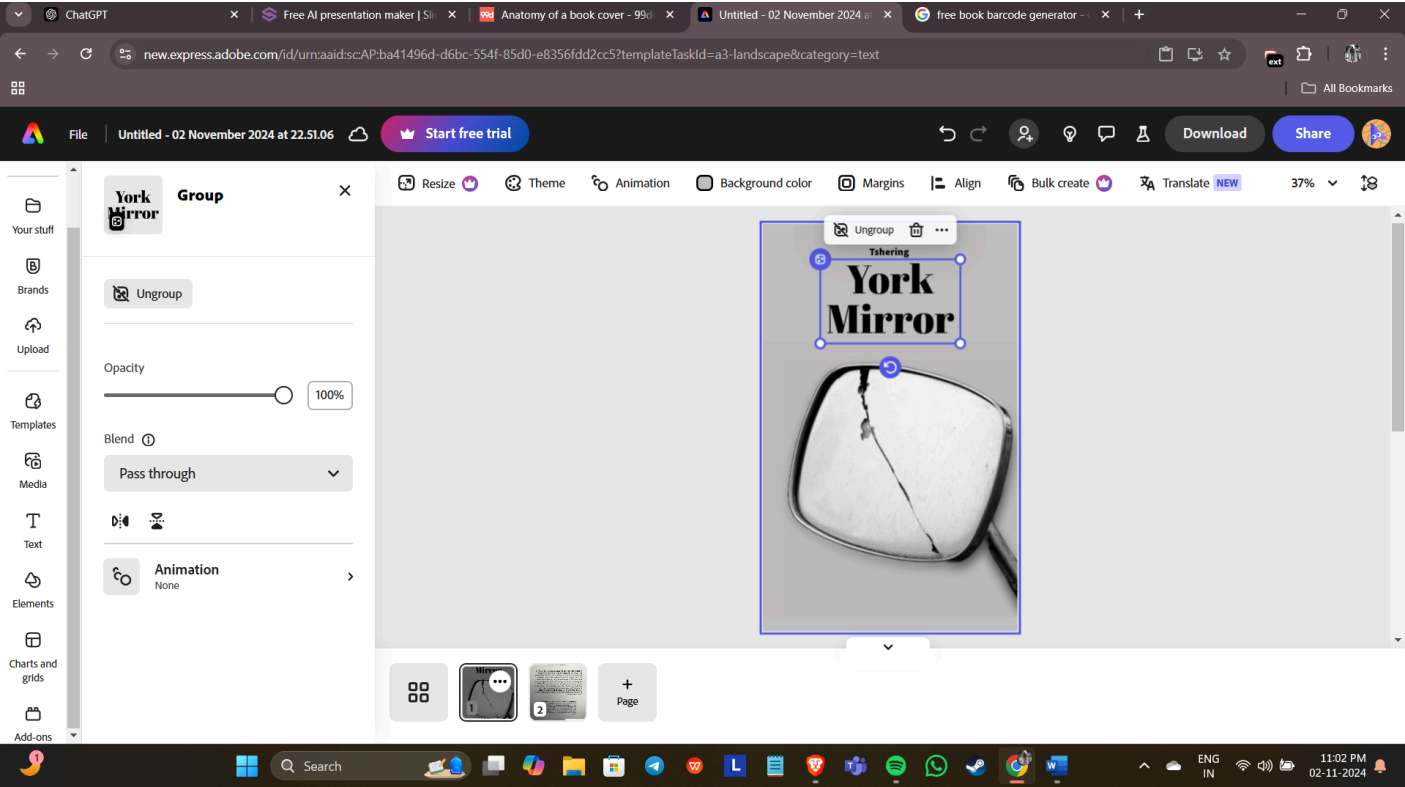 ChatGPT
Free AI presentation maker | Sli
99d Anatomy of a book cover - 99d
Untitled - 02 November 2024 a
free book barcode generator -
new.express.adobe.com/id/urn:aaid:sc:AP:ba41496d-d6bc-554f-85d0-e8356fdd2cc5?templateTaskId=a3-landscape&category=text
ext
All Bookmarks
File
Untitled - 02 November 2024 at 22.51.06
Start free trial
Download
Share
Your stuff
Brands
Upload
Templates
Media
Text
Elements
Charts and
grids
Add-ons
York
Mirror
Group
Ungroup
Opacity
100%
Blend
Pass through
Animation
None
Resize
Theme
Animation
Background color
Margins
Align
Bulk create
Translate NEW
37%
Ungroup
Tshering
York
Mirror
1
2
Page
1
Search
ENG
IN
11:02 PM
02-11-2024